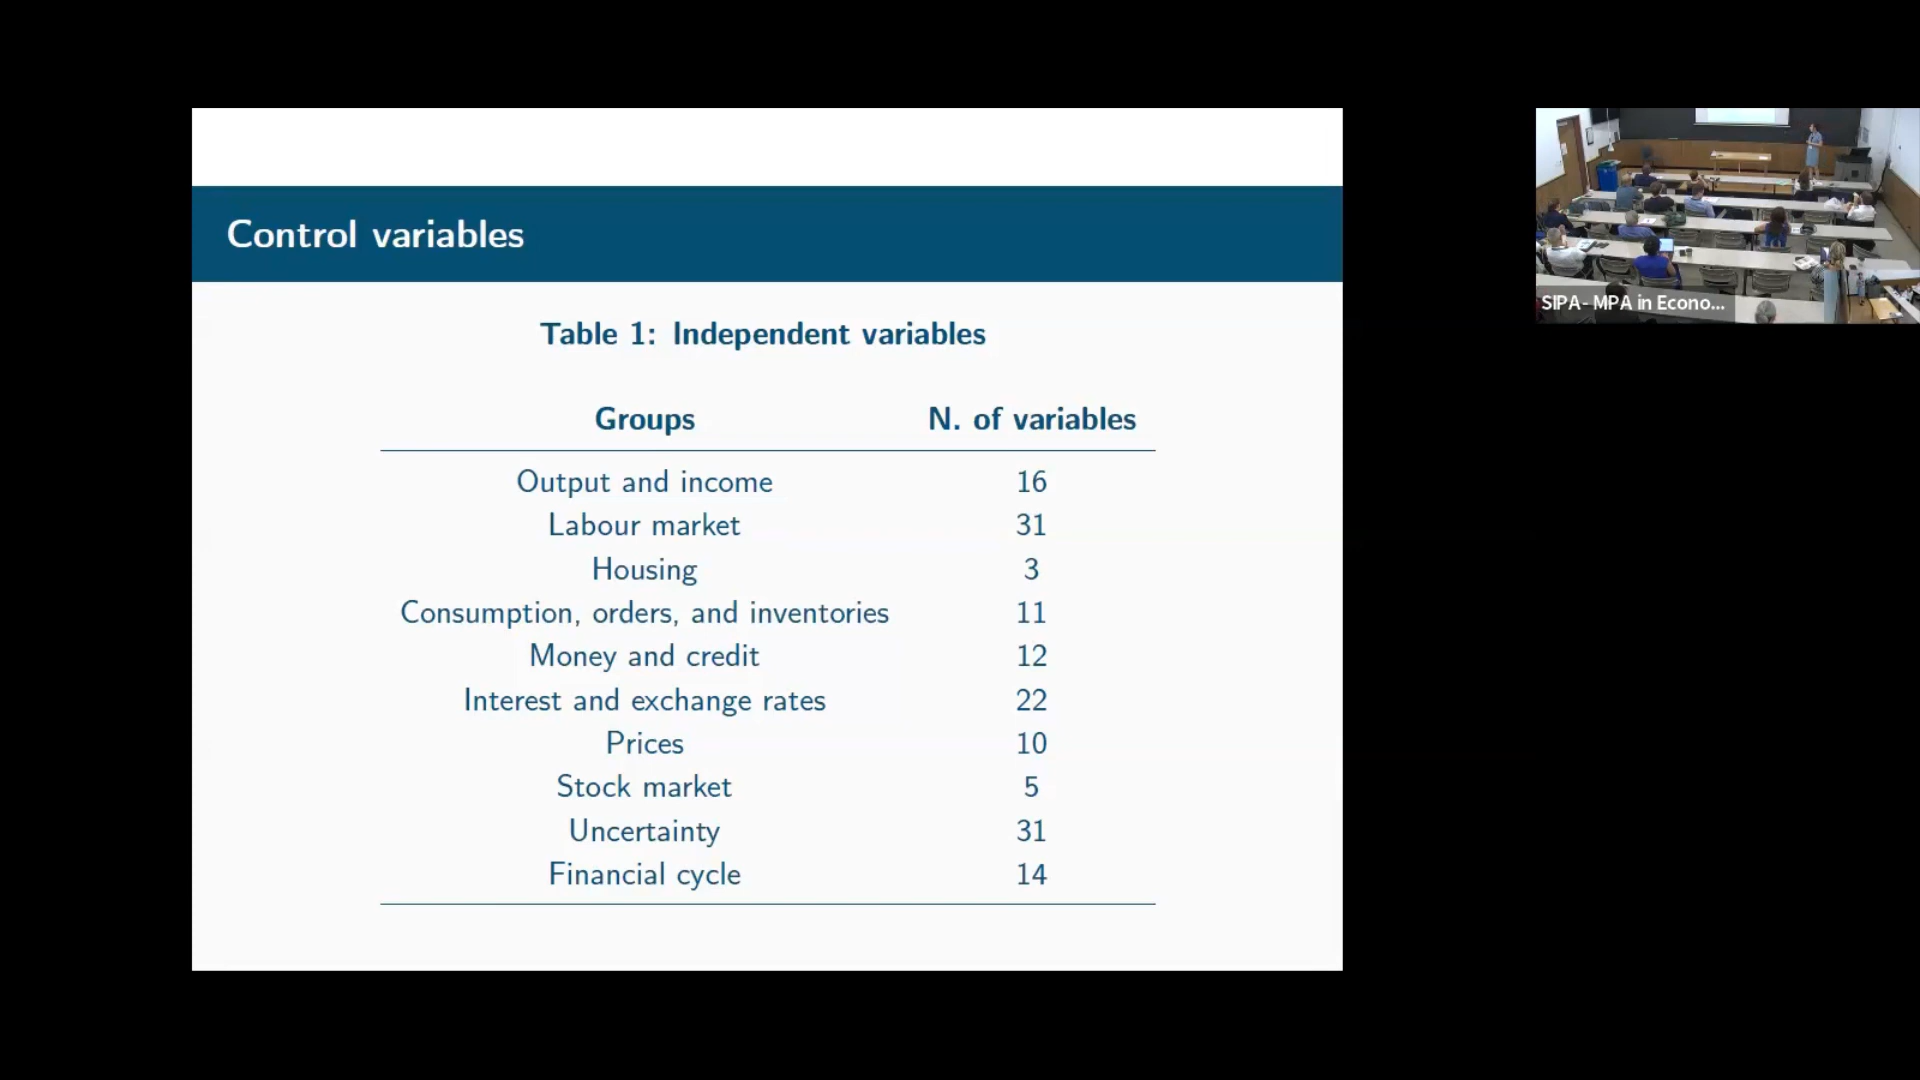 Control variables
Table 1: Independent variables
Groups N. of variables
Output and income 16
Labour market 31
Housing 3
Consumption, orders, and inventories 11
Money and credit 12
Interest and exchange rates 22
Prices 10
Stock market 5
Uncertainty 31
Financial cycle 14
SIPA- MPA in Econo...